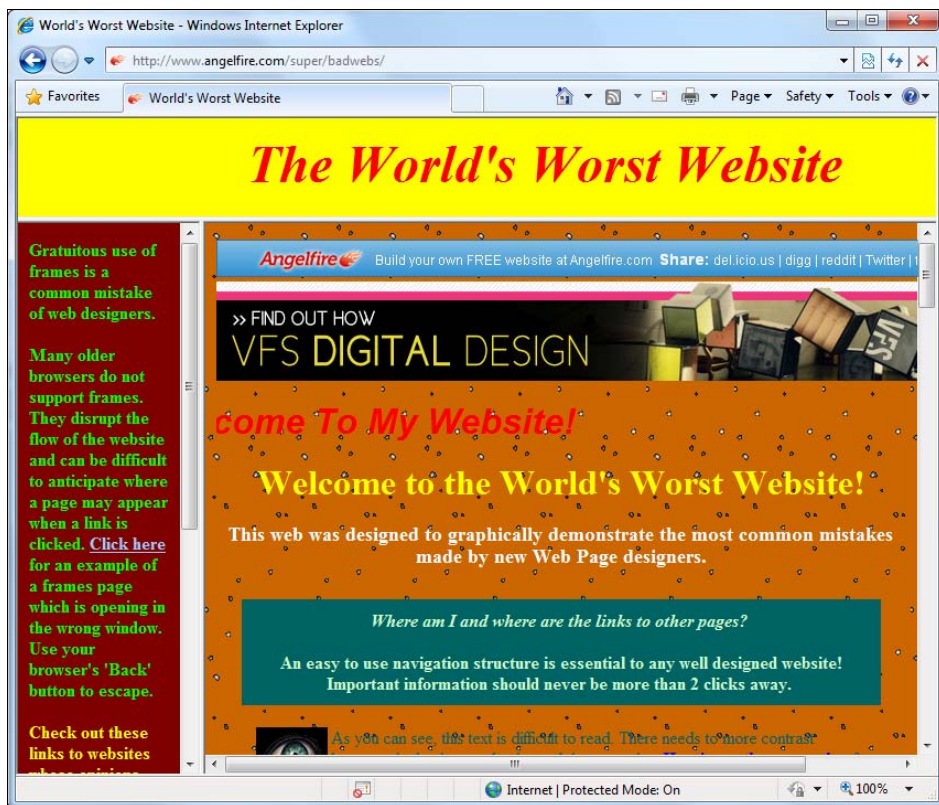 World's Worst Website - Windows Internet Explorer
http://www.angelfire.com/super/badwebs/
Favorites
World's Worst Website
Page
Safety
Tools
The World's Worst Website
Gratuitous use of
frames is a
common mistake
of web designers.
Many older
browsers do not
support frames.
They disrupt the
flow of the website
and can be difficult
to anticipate where
a page may appear
when a link is
clicked. Click here
for an example of
a frames page
which is opening in
the wrong window.
Use your
browser's 'Back'
button to escape.
Check out these
links to websites
Angelfire Build your own FREE website at Angelfire.com Share: del.icio.us | digg | reddit | Twitter |
>> FIND OUT HOW
VFS DIGITAL DESIGN
VFS
come To My Website!
Welcome to the World's Worst Website!
This web was designed to graphically demonstrate the most common mistakes
made by new Web Page designers.
Where am I and where are the links to other pages?
An easy to use navigation structure is essential to any well designed website!
Important information should never be more than 2 clicks away.
As you can see, this text is difficult to read. There needs to more contrast
Internet | Protected Mode: On
100%